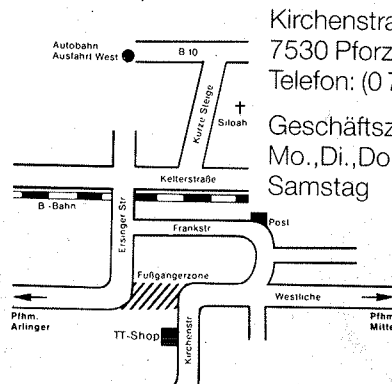 Kirchenstra
7530 Pforz
Telefon: (0 7
Geschäftsz
Mo.,Di.,Do
Samstag
Autobahn
Ausfahrt West
B 10
Kurze Steige
Siloah
Kelterstraße
B-Bahn
Ersinger Str
Frankstr
Post
Fußgangerzone
Westliche
Pfhm.
Arlinger
Pfhm
Mitte
TT-Shop
Kirchenstr